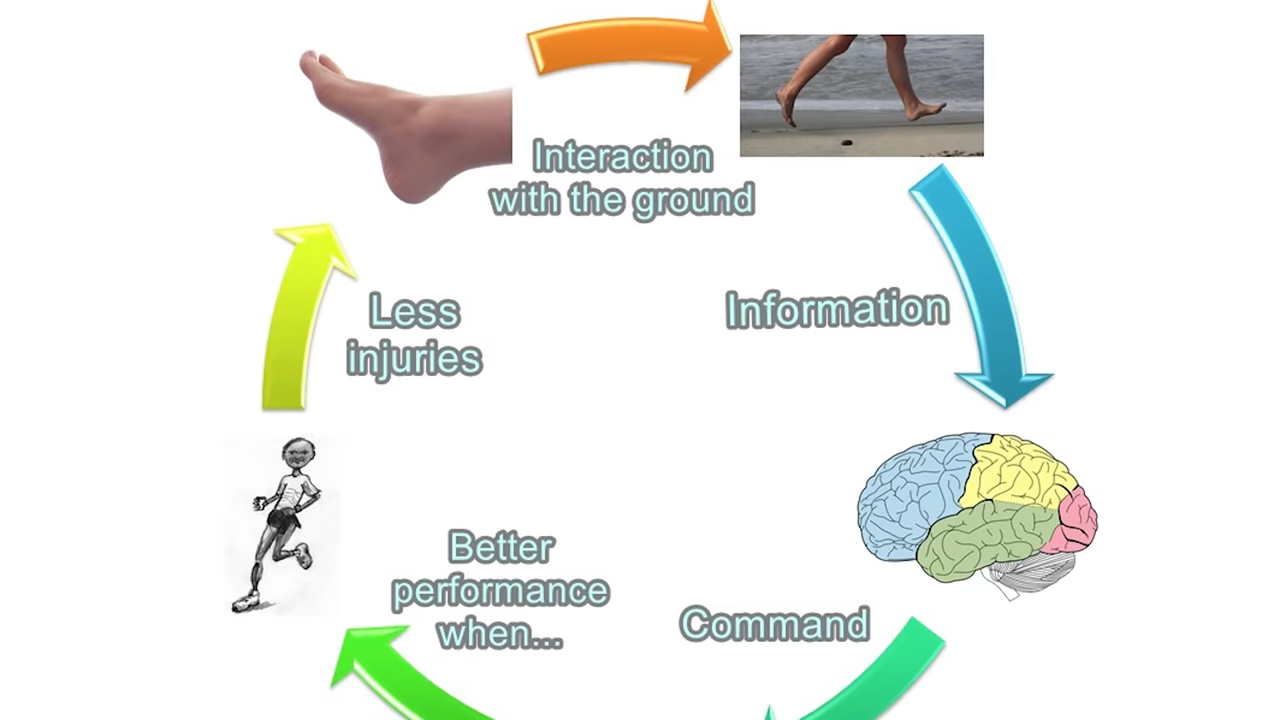 Interaction
with the ground
Information
Less
injuries
Better
performance
when...
Command